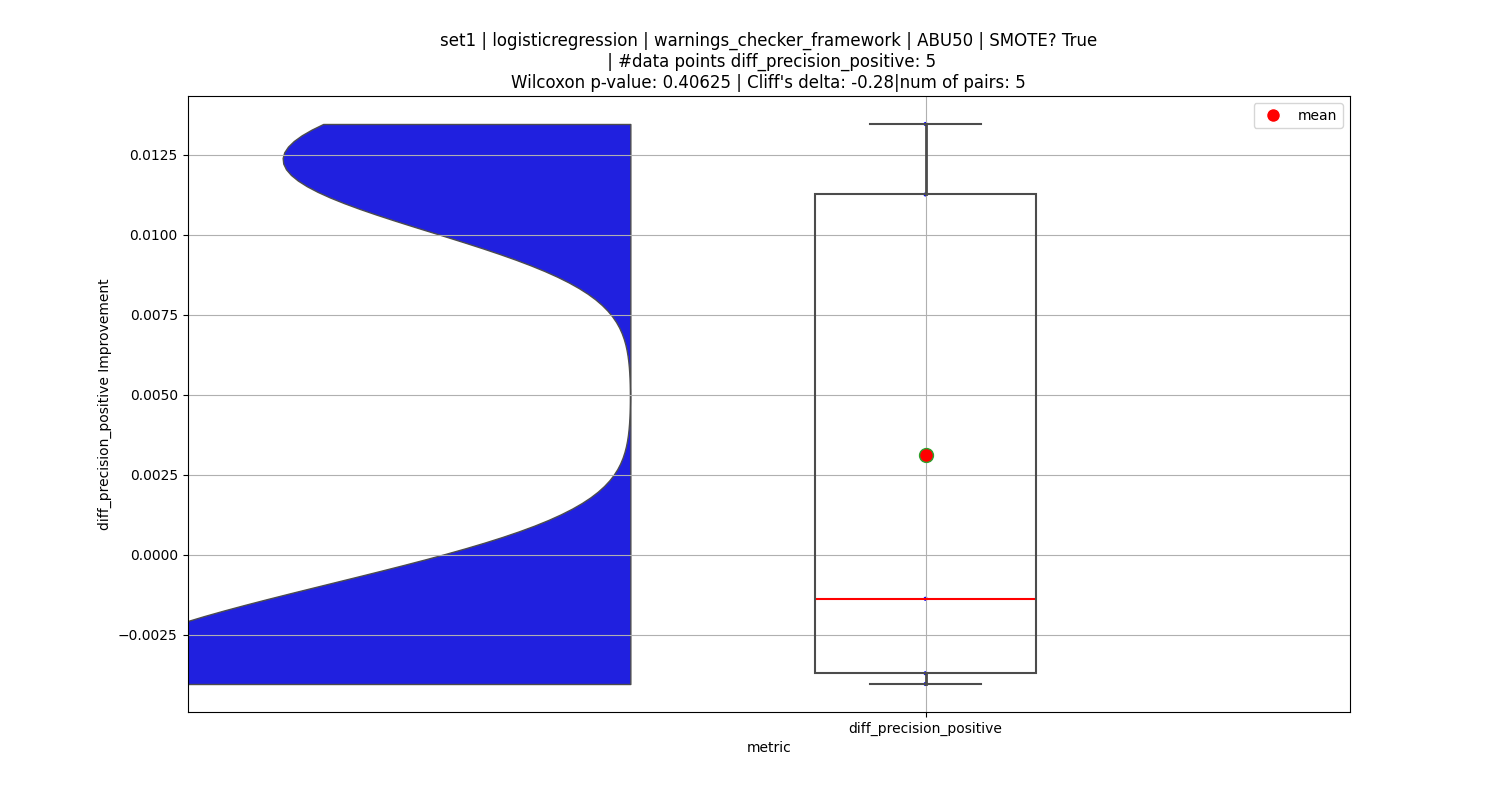 set1 | logisticregression | warnings_checker_framework | ABU50 | SMOTE? True
| #data points diff_precision_positive: 5
Wilcoxon p-value: 0.40625 | Cliff's delta: -0.28|num of pairs: 5
mean
0.0125
0.0100
0.0075
0.0050
0.0025
0.0000
−0.0025
diff_precision_positive Improvement
diff_precision_positive
metric